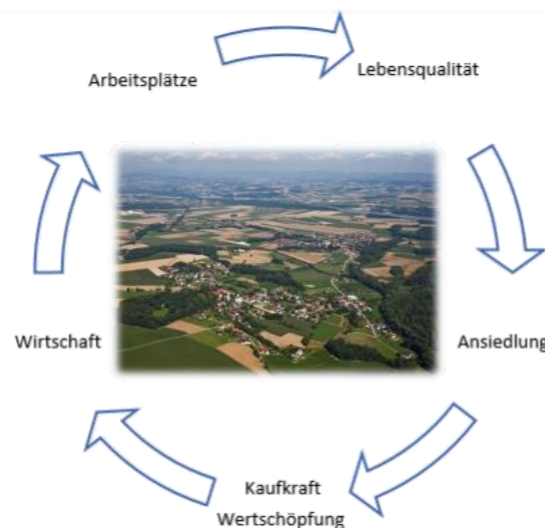 Arbeitsplätze
Lebensqualität
Wirtschaft
Ansiedlung
Kaufkraft
Wertschöpfung